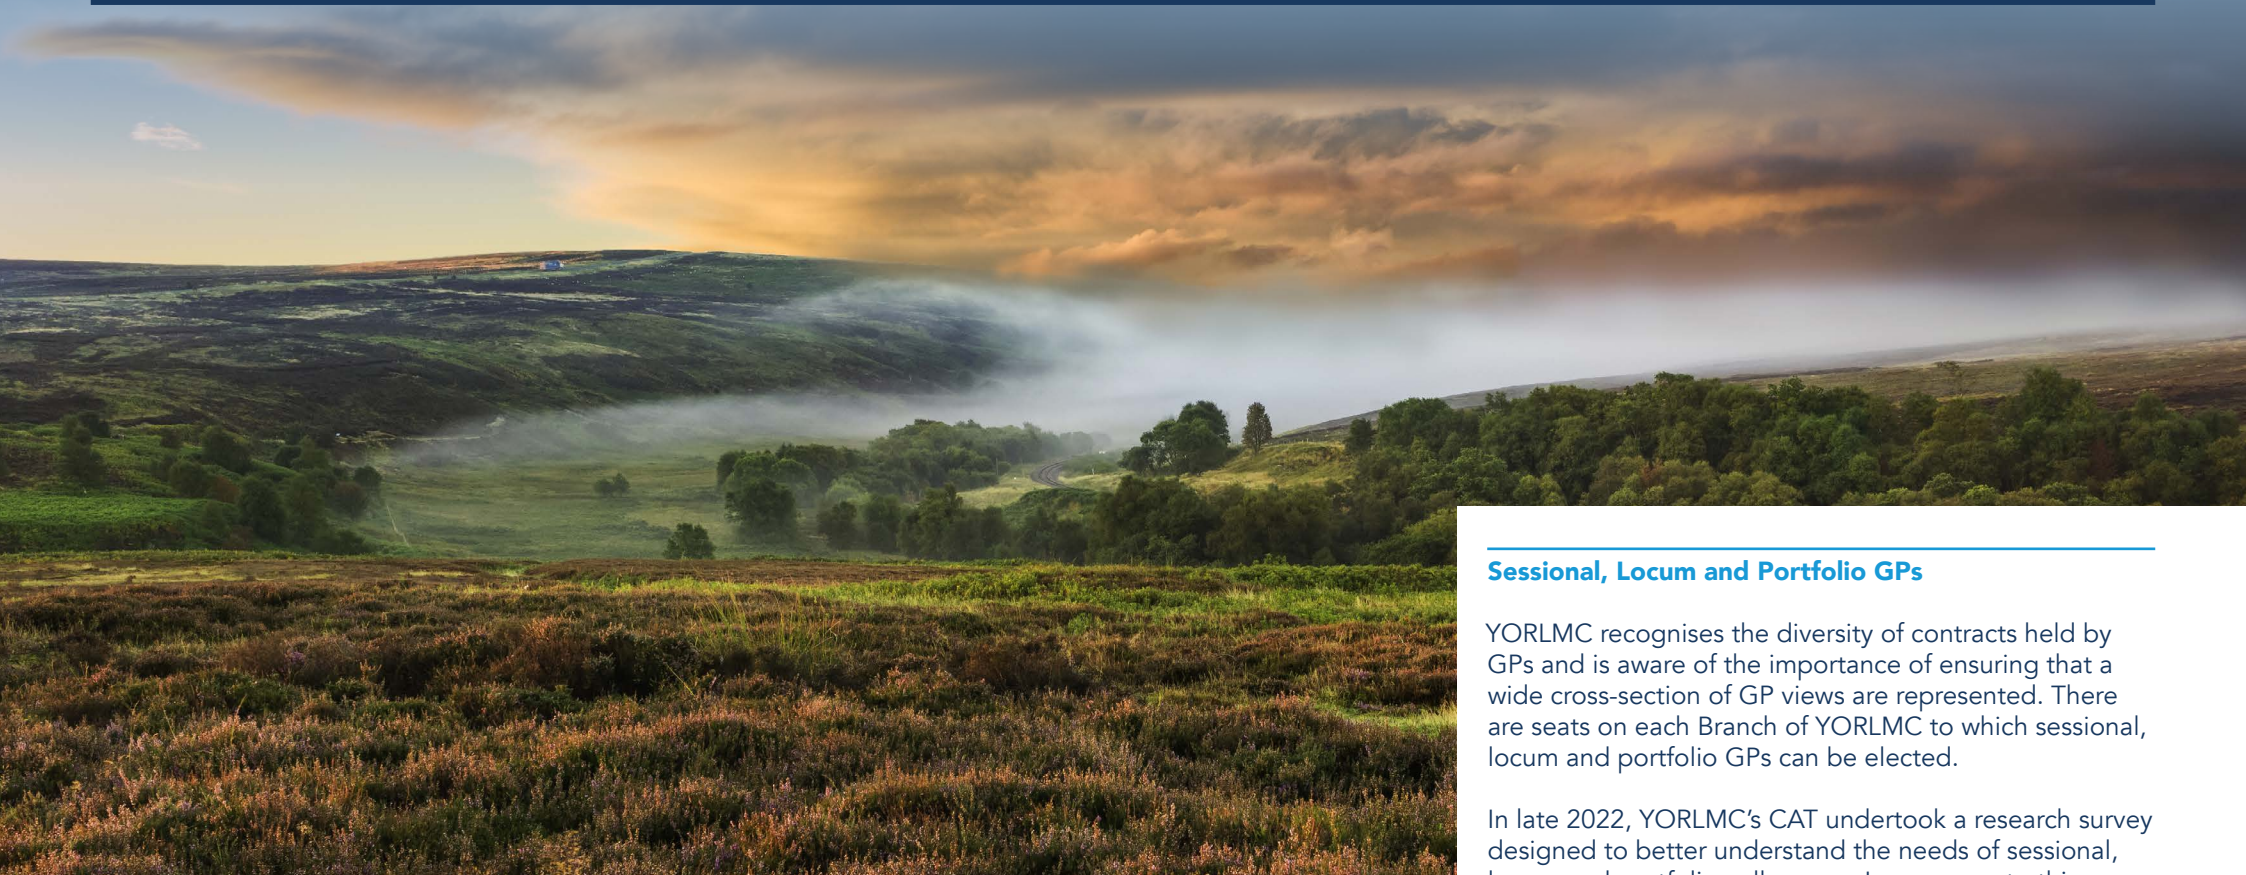 Sessional, Locum and Portfolio GPs
YORLMC recognises the diversity of contracts held by
GPs and is aware of the importance of ensuring that a
wide cross-section of GP views are represented. There
are seats on each Branch of YORLMC to which sessional,
locum and portfolio GPs can be elected.
In late 2022, YORLMC’s CAT undertook a research survey
designed to better understand the needs of sessional,